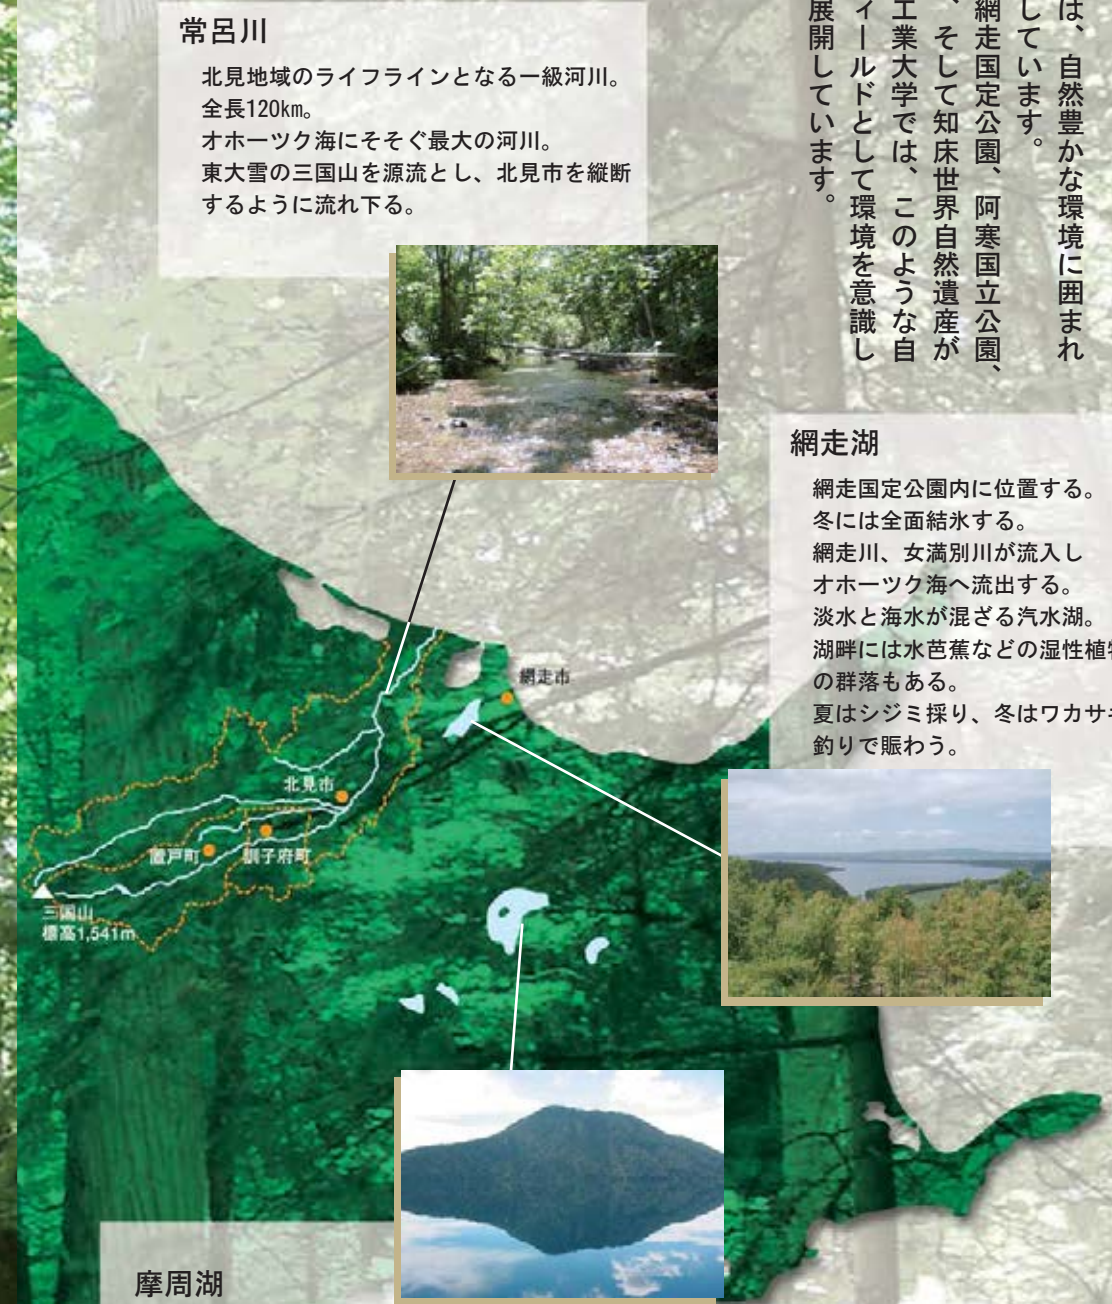 は、自然豊かな環境に囲まれ
しています。
網走国定公園、阿寒国立公園、
、そして知床世界自然遺産が
工業大学では、このような自
ィールドとして環境を意識し
展開しています。
常呂川
北見地域のライフラインとなる一級河川。
全長120㎞。
オホーツク海にそそぐ最大の河川。
東大雪の三国山を源流とし、北見市を縦断
するように流れ下る。
網走湖
網走国定公園内に位置する。
冬には全面結氷する。
網走川、女満別川が流入し
オホーツク海へ流出する。
淡水と海水が混ざる汽水湖。
湖畔には水芭蕉などの湿性植物
の群落もある。
夏はシジミ採り、冬はワカサギ
釣りで賑わう。
網走市
北見市
置戸町
訓子府町
三国山
標高1,541m
摩周湖